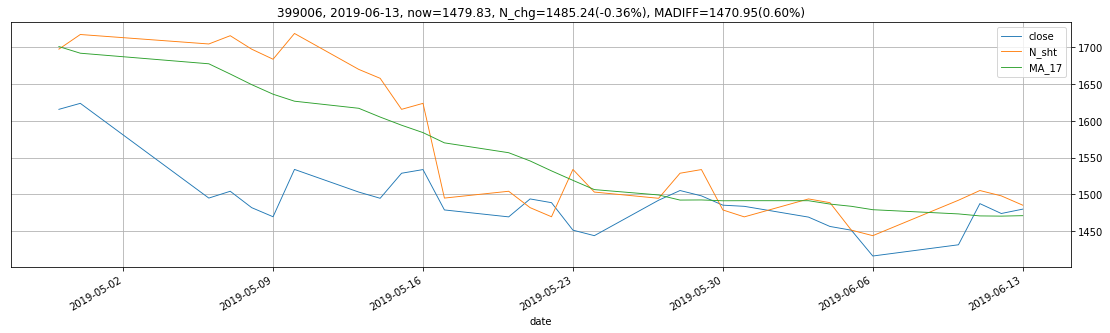 399006, 2019-06-13, now=1479.83, N_chg=1485.24(-0.36%), MADIFF=1470.95(0.60%)
close
N_sht
MA_17
1700
1650
1600
1550
1500
1450
2019-05-02
2019-05-09
2019-05-16
2019-05-23
2019-05-30
2019-06-06
2019-06-13
date